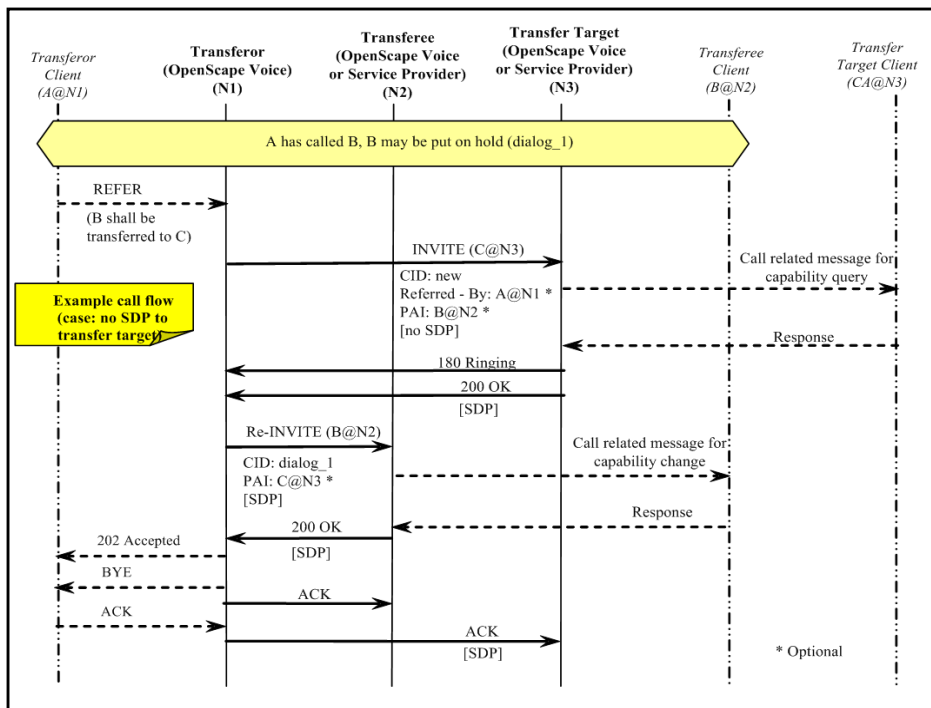 Transferor
Client
(A@N1)
Transferor
(OpenScape Voice)
(N1)
Transferee
(OpenScape Voice
or Service Provider)
(N2)
Transfer Target
(OpenScape Voice
or Service Provider)
(N3)
Transferee
Client
(B@N2)
Transfer
Target Client
(CA@N3)
A has called B, B may be put on hold (dialog_1)
REFER
(B shall be
transferred to C)
INVITE (C@N3)
CID: new
Referred - By: A@N1 *
PAI: B@N2 *
[no SDP]
Call related message for
capability query
Example call flow
(case: no SDP to
transfer target)
Response
180 Ringing
200 OK
[SDP]
Re-INVITE (B@N2)
CID: dialog_1
PAI: C@N3 *
[SDP]
Call related message for
capability change
Response
200 OK
[SDP]
202 Accepted
BYE
ACK
ACK
ACK
[SDP]
* Optional